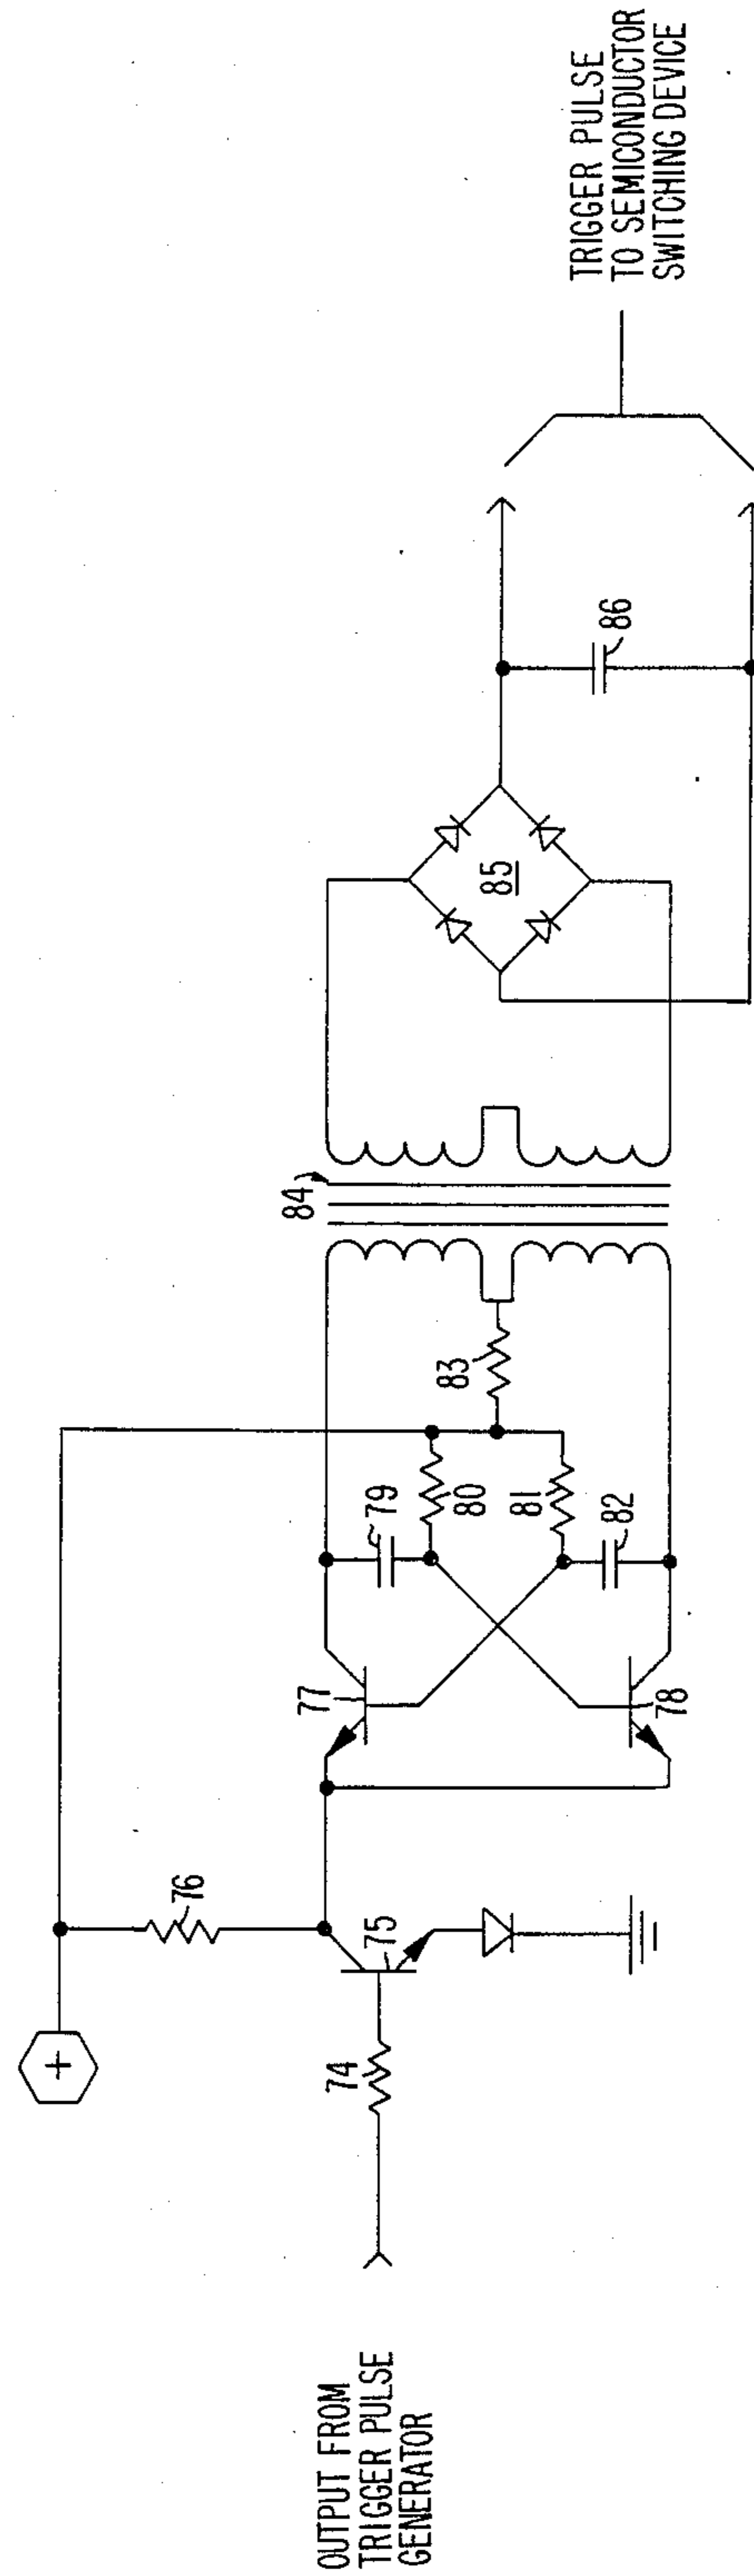 OUTPUT FROM
TRIGGER PULSE
GENERATOR
74
75
76
+
77
78
79
80
81
82
83
84
85
86
TRIGGER PULSE
TO SEMICONDUCTOR
SWITCHING DEVICE